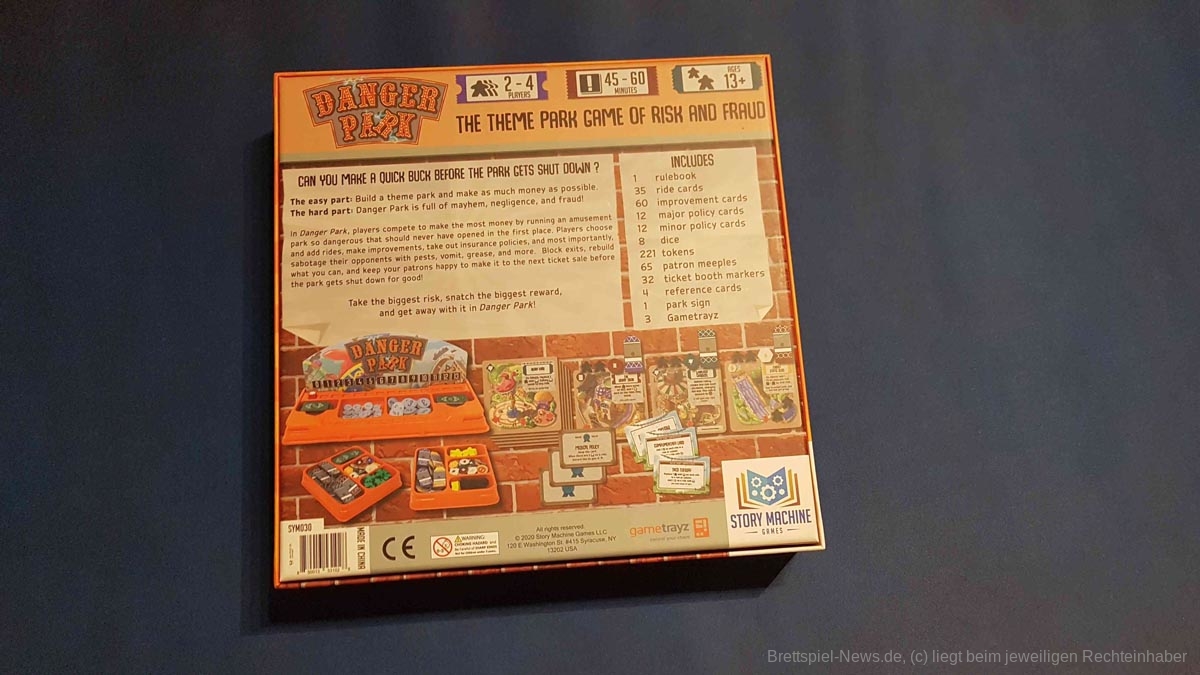 DANGER
PARK
2 - 4
PLAYERS
45 - 60
MINUTES
AGES
13+
THE THEME PARK GAME OF RISK AND FRAUD
CAN YOU MAKE A QUICK BUCK BEFORE THE PARK GETS SHUT DOWN ?
The easy part: Build a theme park and make as much money as possible.
The hard part: Danger Park is full of mayhem, negligence, and fraud!
In Danger Park, players compete to make the most money by running an amusement
park so dangerous that should never have opened in the first place. Players choose
and add rides, make improvements, take out insurance policies, and most importantly,
sabotage their opponents with pests, vomit, grease, and more. Block exits, rebuild
what you can, and keep your patrons happy to make it to the next ticket sale before
the park gets shut down for good!
Take the biggest risk, snatch the biggest reward,
and get away with it in Danger Park!
INCLUDES
1 rulebook
35 ride cards
60 improvement cards
12 major policy cards
12 minor policy cards
8 dice
221 tokens
65 patron meeples
32 ticket booth markers
4 reference cards
1 park sign
3 Gametrayz
DANGER
PARK
STORY MACHINE
GAMES
SYM030
MADE IN CHINA
CE
WARNING:
CHOKING HAZARD
All rights reserved.
© 2020 Story Machine Games LLC
120 E Washington St. #415 Syracuse, NY
13202 USA
gametrayz
Brettspiel-News.de, (c) liegt beim jeweiligen Rechteinhaber